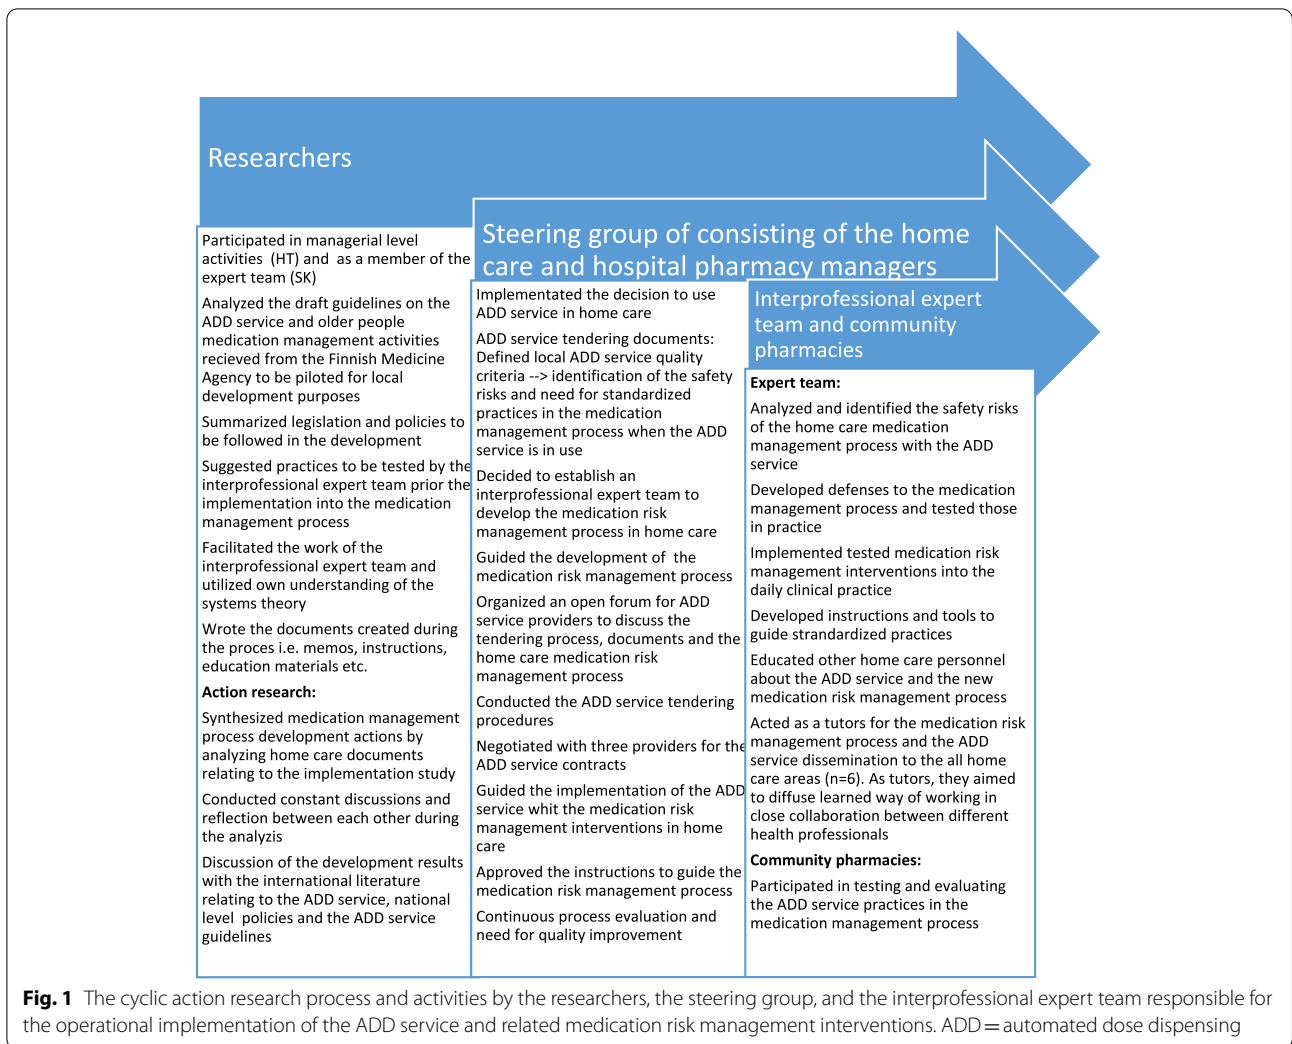 Researchers
Participated in managerial level
activities  (HT) and  as a member of the
expert team (SK)
Analyzed the draft guidelines on the
ADD service and older people
medication management activities
recieved from the Finnish Medicine
Agency to be piloted for local
development purposes
Summarized legislation and policies to
be followed in the development
Suggested practices to be tested by the
interprofessional expert team prior the
implementation into the medication
management process
Facilitated the work of the
interprofessional expert team and
utilized own understanding of the
systems theory
Wrote the documents created during
the proces i.e. memos, instructions,
education materials etc.
Action research:
Synthesized medication management
process development actions by
analyzing home care documents
relating to the implementation study
Conducted constant discussions and
reflection between each other during
the analyzis
Discussion of the development results
with the international literature
relating to the ADD service, national
level  policies and the ADD service
guidelines
Steering group of consisting of the home
care and hospital pharmacy managers
Implementated the decision to use
ADD service in home care
ADD service tendering documents:
Defined local ADD service quality
criteria --> identification of the safety
risks and need for standardized
practices in the medication
management process when the ADD
service is in use
Decided to establish an
interprofessional expert team to
develop the medication risk
management process in home care
Guided the development of  the
medication risk management process
Organized an open forum for ADD
service providers to discuss the
tendering process, documents and the
home care medication risk
management process
Conducted the ADD service tendering
procedures
Negotiated with three providers for the
ADD service contracts
Guided the implementation of the ADD
service whit the medication risk
management interventions in home
care
Approved the instructions to guide the
medication risk management process
Continuous process evaluation and
need for quality improvement
Interprofessional expert
team and community
pharmacies
Expert team:
Analyzed and identified the safety risks
of the home care medication
management process with the ADD
service
Developed defenses to the medication
management process and tested those
in practice
Implemented tested medication risk
management interventions into the
daily clinical practice
Developed instructions and tools to
guide strandardized practices
Educated other home care personnel
about the ADD service and the new
medication risk management process
Acted as a tutors for the medication risk
management process and the ADD
service dissemination to the all home
care areas (n=6). As tutors, they aimed
to diffuse learned way of working in
close collaboration between different
health professionals
Community pharmacies:
Participated in testing and evaluating
the ADD service practices in the
medication management process
Fig. 1 The cyclic action research process and activities by the researchers, the steering group, and the interprofessional expert team responsible for
the operational implementation of the ADD service and related medication risk management interventions. ADD = automated dose dispensing